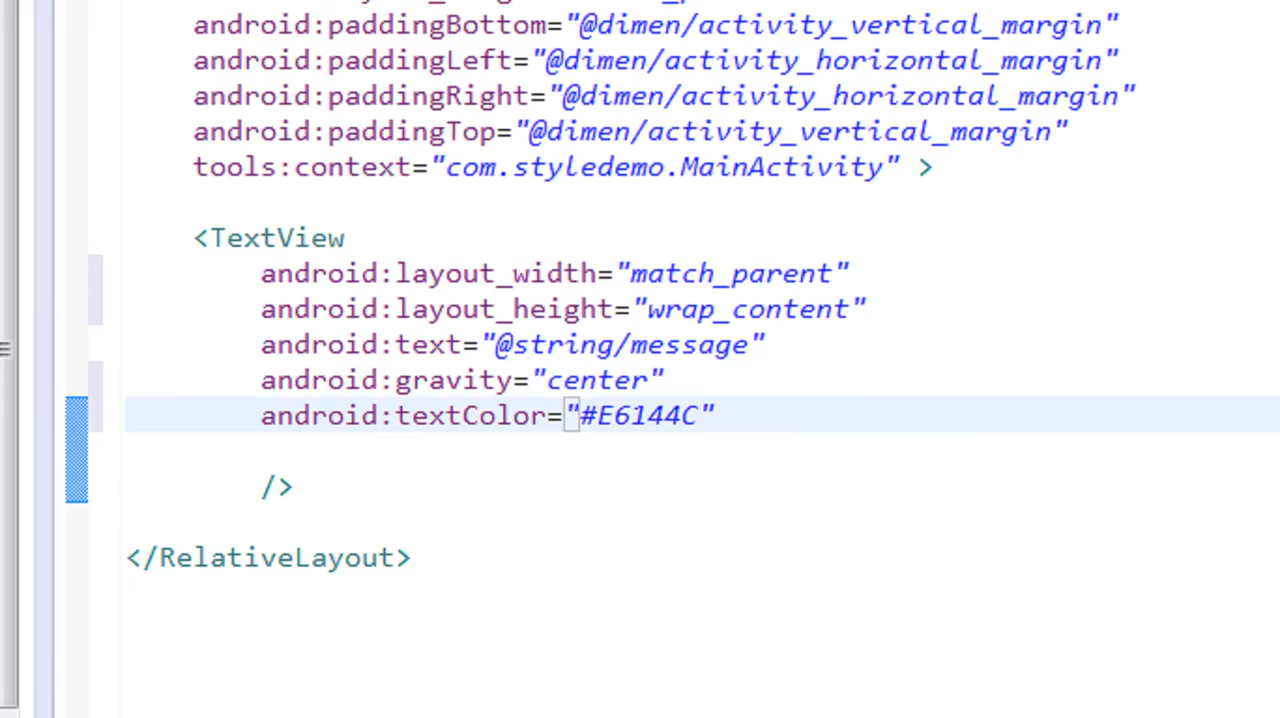 android:paddingBottom="@dimen/activity_vertical_margin"
android:paddingLeft="@dimen/activity_horizontal_margin"
android:paddingRight="@dimen/activity_horizontal_margin"
android:paddingTop="@dimen/activity_vertical_margin"
tools:context="com.styledemo.MainActivity" >
<TextView
android:layout_width="match_parent"
android:layout_height="wrap_content"
android:text="@string/message"
android:gravity="center"
android:textColor="#E6144C"
/>
</RelativeLayout>